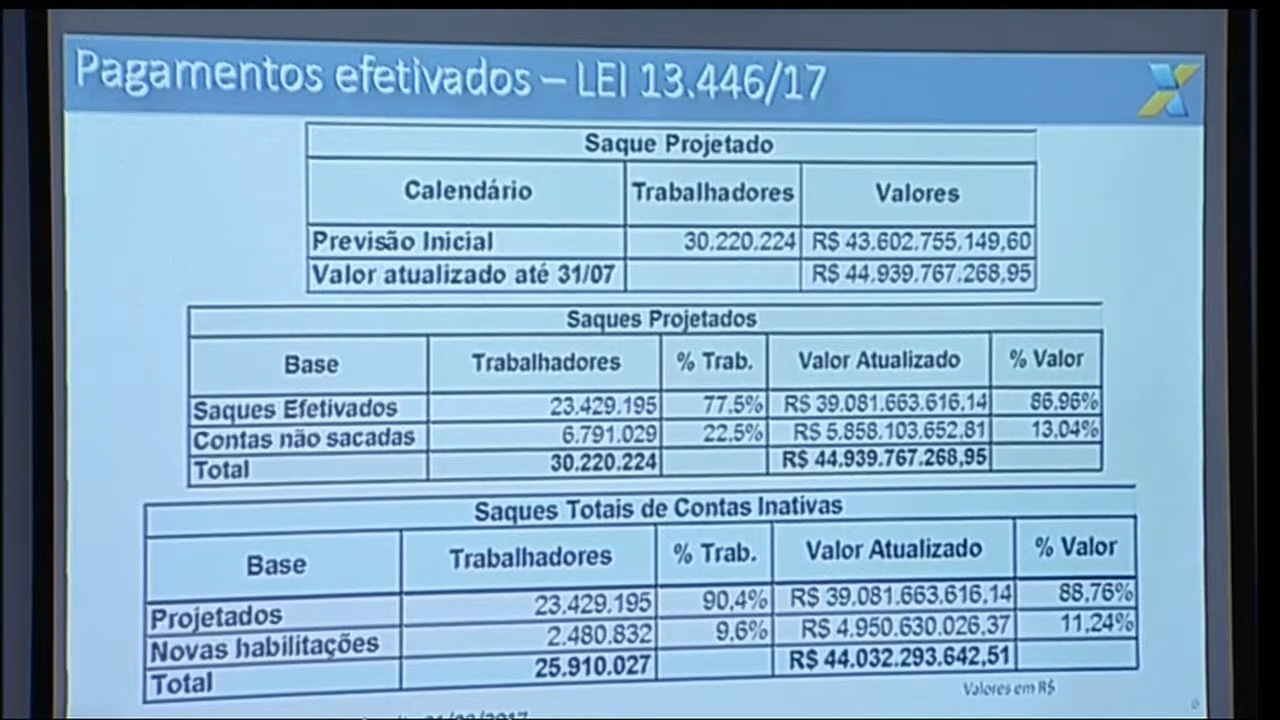 Pagamentos efetivados – LEI 13.446/17
Saque Projetado
Calendário Trabalhadores Valores
Previsão Inicial 30.220.224 R$ 43.602.755.149,60
Valor atualizado até 31/07 R$ 44.939.767.268,95
Saques Projetados
Base Trabalhadores % Trab. Valor Atualizado % Valor
Saques Efetivados 23.429.195 77,5% R$ 39.081.663.616,14 86,96%
Contas não sacadas 6.791.029 22,5% R$ 5.858.103.652,81 13,04%
Total 30.220.224 R$ 44.939.767.268,95
Saques Totais de Contas Inativas
Base Trabalhadores % Trab. Valor Atualizado % Valor
Projetados 23.429.195 90,4% R$ 39.081.663.616,14 88,76%
Novas habilitações 2.480.832 9,6% R$ 4.950.630.026,37 11,24%
Total 25.910.027 R$ 44.032.293.642,51
Valores em R$